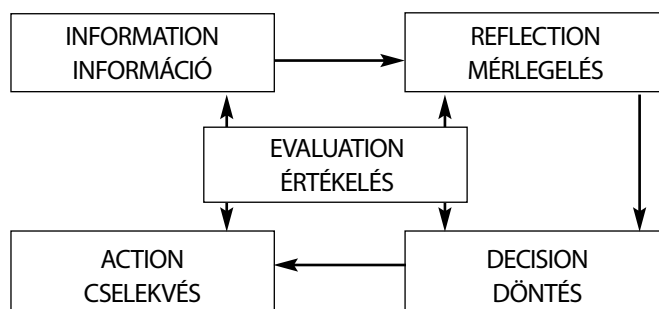 INFORMATION
INFORMÁCIÓ
REFLECTION
MÉRLEGELÉS
EVALUATION
ÉRTÉKELÉS
ACTION
CSELEKVÉS
DECISION
DÖNTÉS